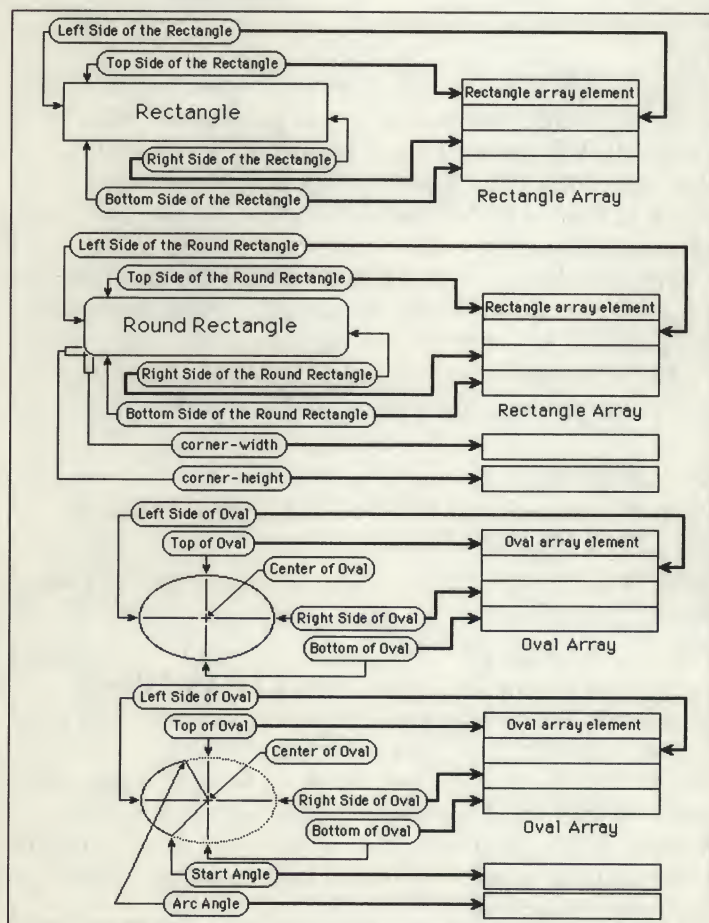 Left Side of the Rectangle
Top Side of the Rectangle
Rectangle array element
Rectangle
Right Side of the Rectangle
Bottom Side of the Rectangle
Rectangle Array
Left Side of the Round Rectangle
Top Side of the Round Rectangle
Rectangle array element
Round Rectangle
Right Side of the Round Rectangle
Bottom Side of the Round Rectangle
Rectangle Array
corner-width
corner-height
Left Side of Oval
Top of Oval
Oval array element
Center of Oval
Right Side of Oval
Bottom of Oval
Oval Array
Left Side of Oval
Top of Oval
Oval array element
Center of Oval
Right Side of Oval
Bottom of Oval
Oval Array
Start Angle
Arc Angle